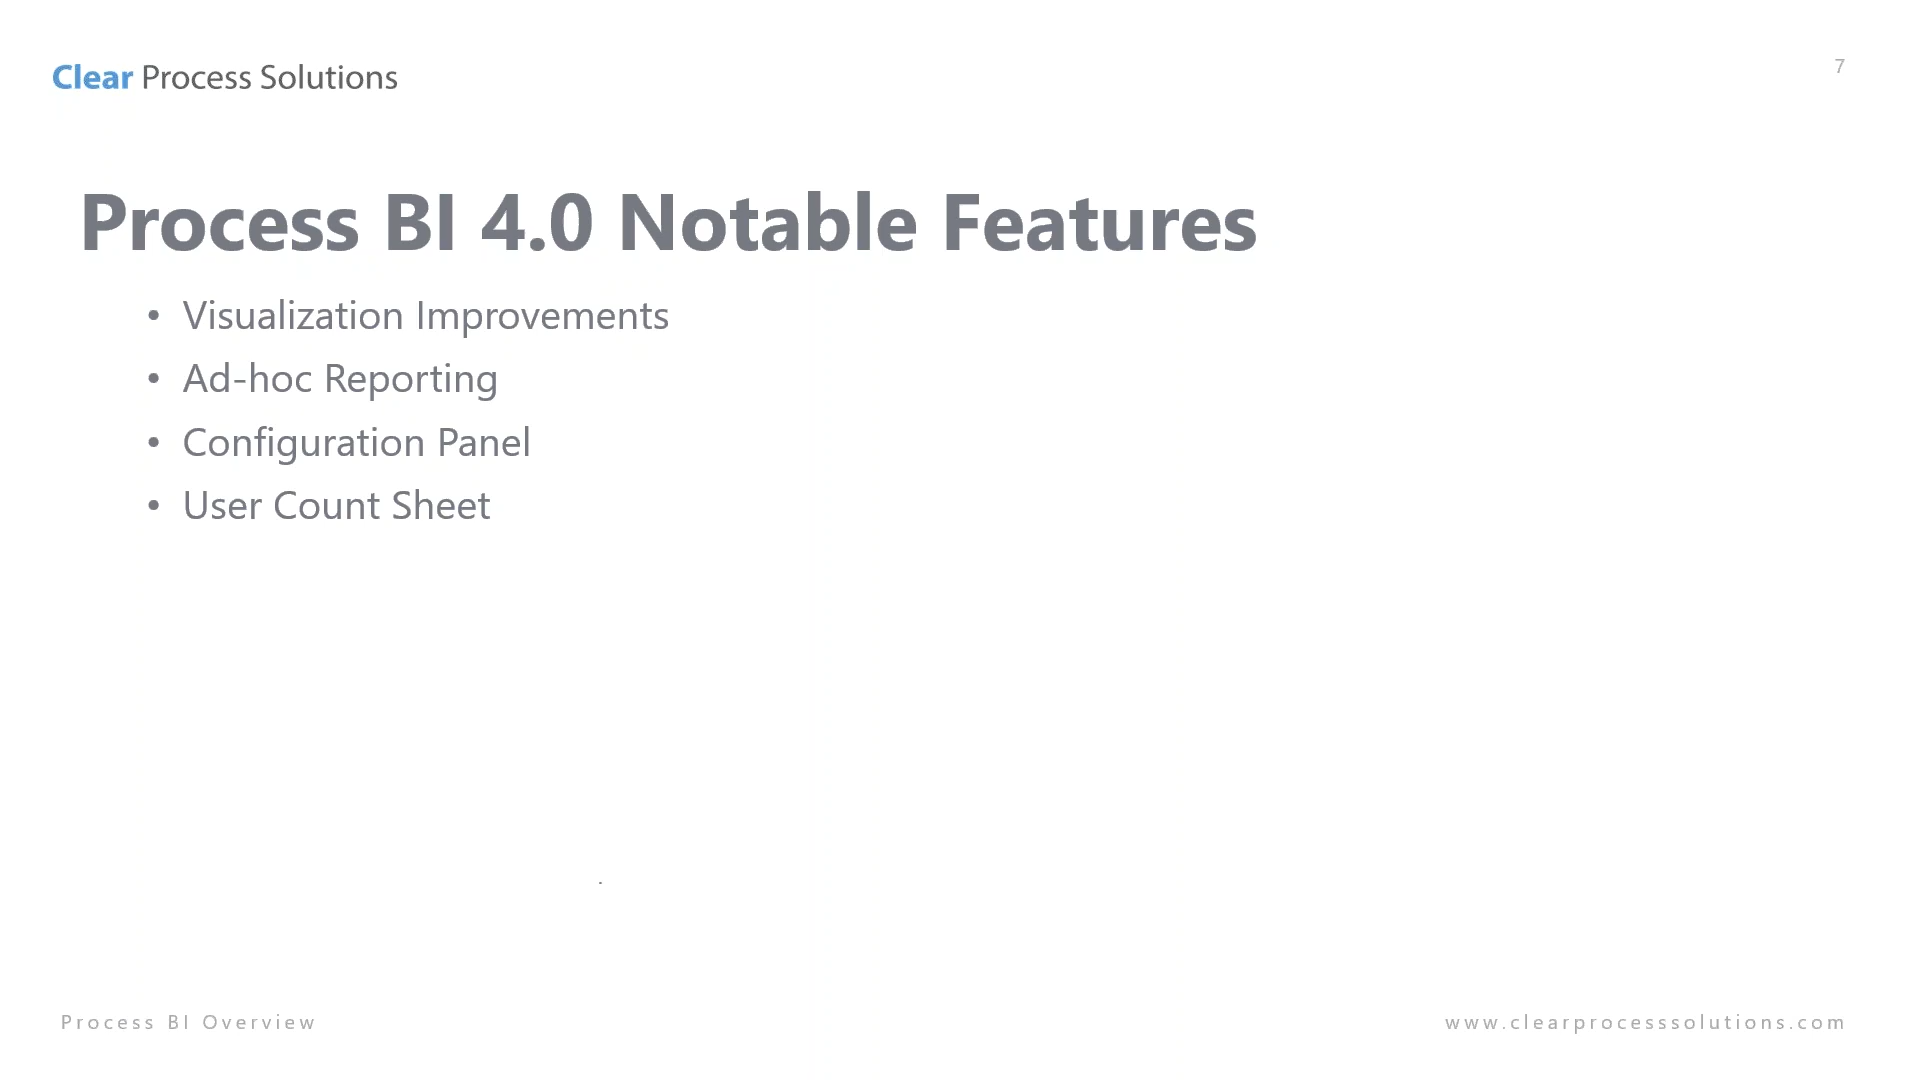 Clear Process Solutions
7
Process BI 4.0 Notable Features
• Visualization Improvements
• Ad-hoc Reporting
• Configuration Panel
• User Count Sheet
.
Process BI Overview
www.clearprocesssolutions.com